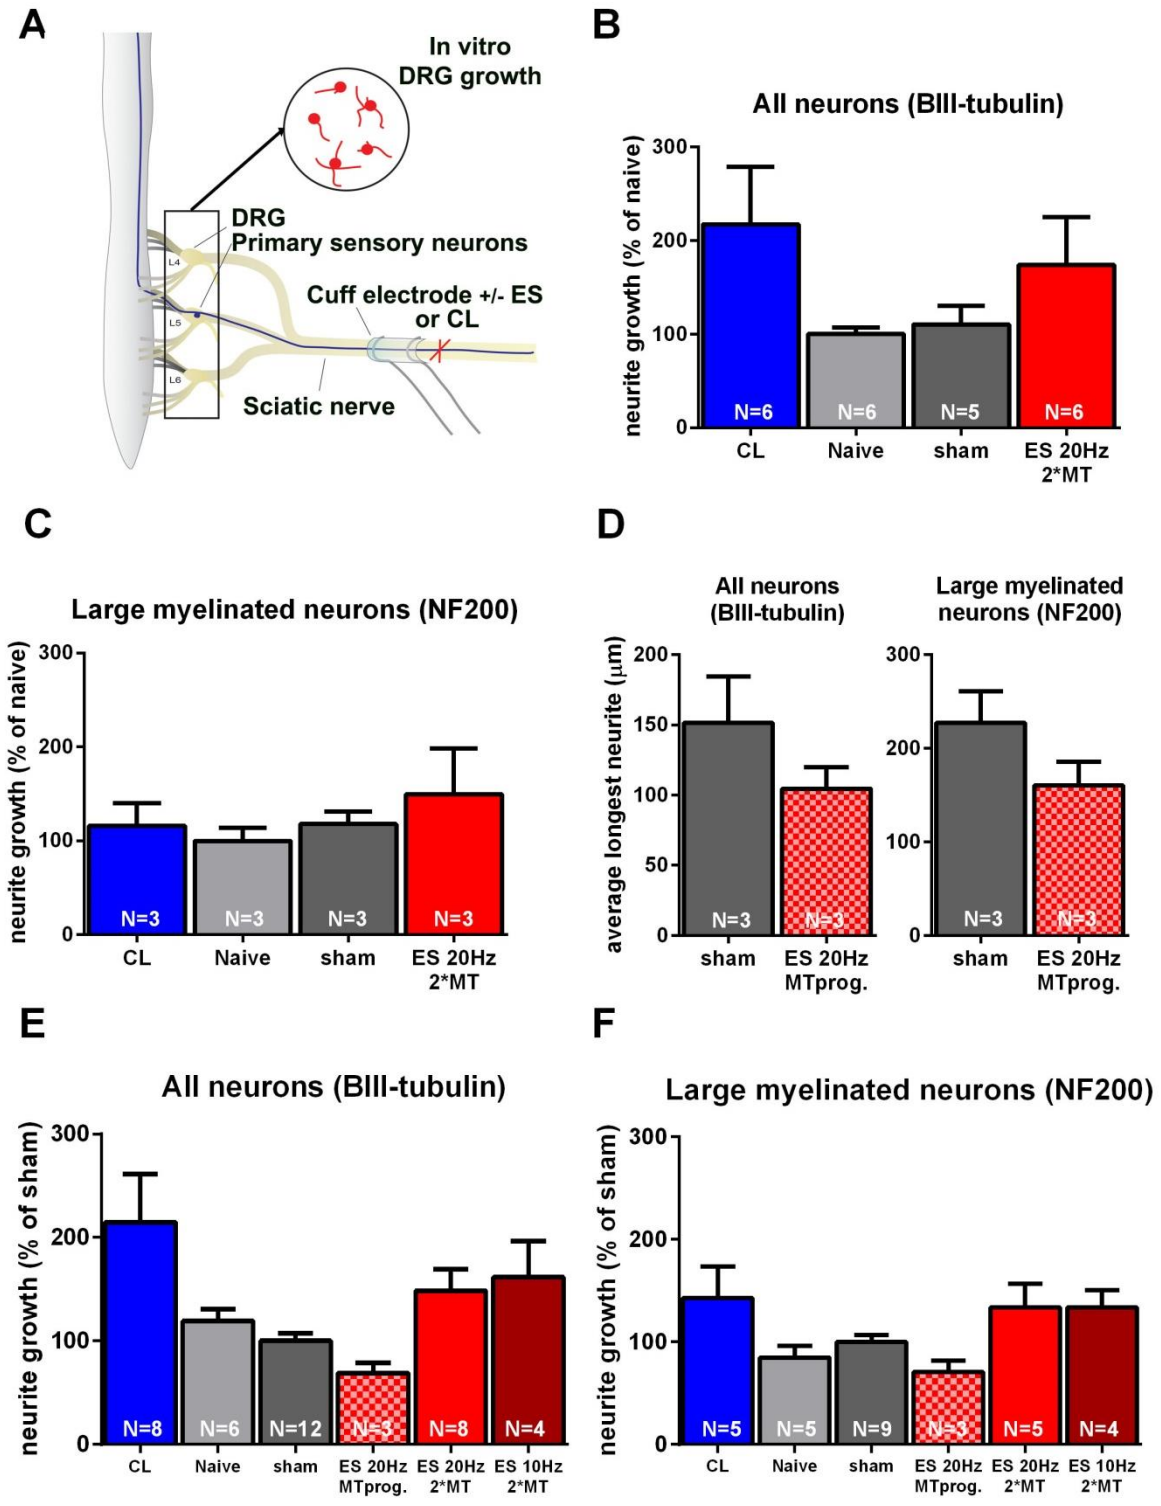 A
In vitro
DRG growth
DRG
Primary sensory neurons
L4
Cuff electrode +/- ES
or CL
L5
L6
Sciatic nerve
B
All neurons (BIII-tubulin)
neurite growth (% of naive)
300
200
100
0
N=6
N=6
N=5
N=6
CL
Naive
sham
ES 20Hz
2*MT
C
Large myelinated neurons (NF200)
neurite growth (% of naive)
300
200
100
0
N=3
N=3
N=3
N=3
CL
Naive
sham
ES 20Hz
2*MT
D
All neurons
(BIII-tubulin)
average longest neurite (μm)
200
150
100
50
0
N=3
N=3
sham
ES 20Hz
MTprog.
Large myelinated
neurons (NF200)
300
200
100
0
N=3
N=3
sham
ES 20Hz
MTprog.
E
All neurons (BIII-tubulin)
neurite growth (% of sham)
300
200
100
0
N=8
N=6
N=12
N=3
N=8
N=4
CL
Naive
sham
ES 20Hz
MTprog.
ES 20Hz
2*MT
ES 10Hz
2*MT
F
Large myelinated neurons (NF200)
neurite growth (% of sham)
300
200
100
0
N=5
N=5
N=9
N=3
N=5
N=4
CL
Naive
sham
ES 20Hz
MTprog.
ES 20Hz
2*MT
ES 10Hz
2*MT